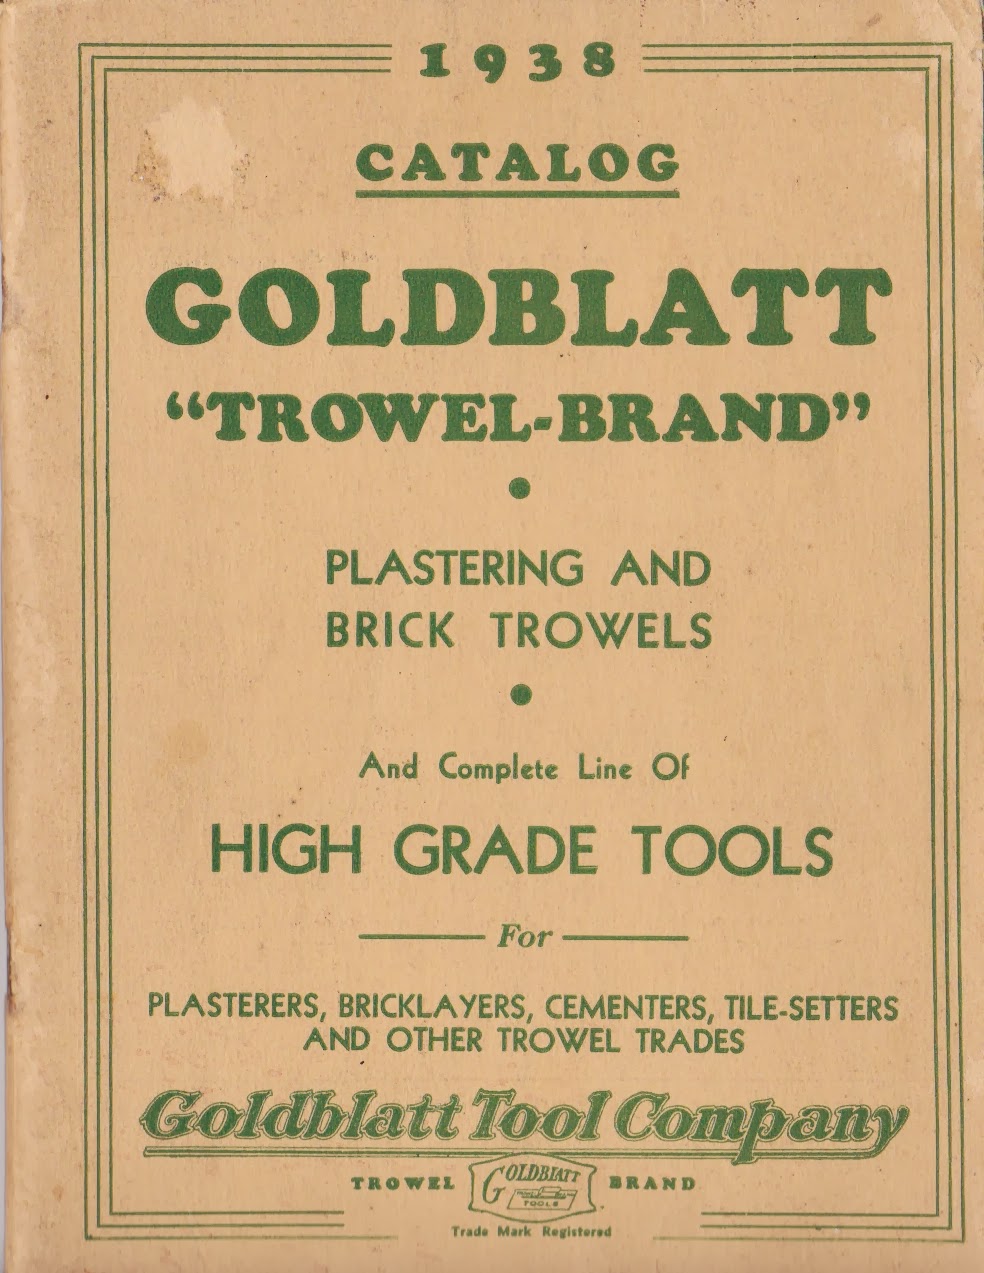 1938
CATALOG
GOLDBLATT
“TROWEL-BRAND”
PLASTERING AND
BRICK TROWELS
And Complete Line Of
HIGH GRADE TOOLS
For
PLASTERERS, BRICKLAYERS, CEMENTERS, TILE-SETTERS
AND OTHER TROWEL TRADES
Goldblatt Tool Company
TROWEL GOLDBLATT BRAND
TOOLS
Trade Mark Registered